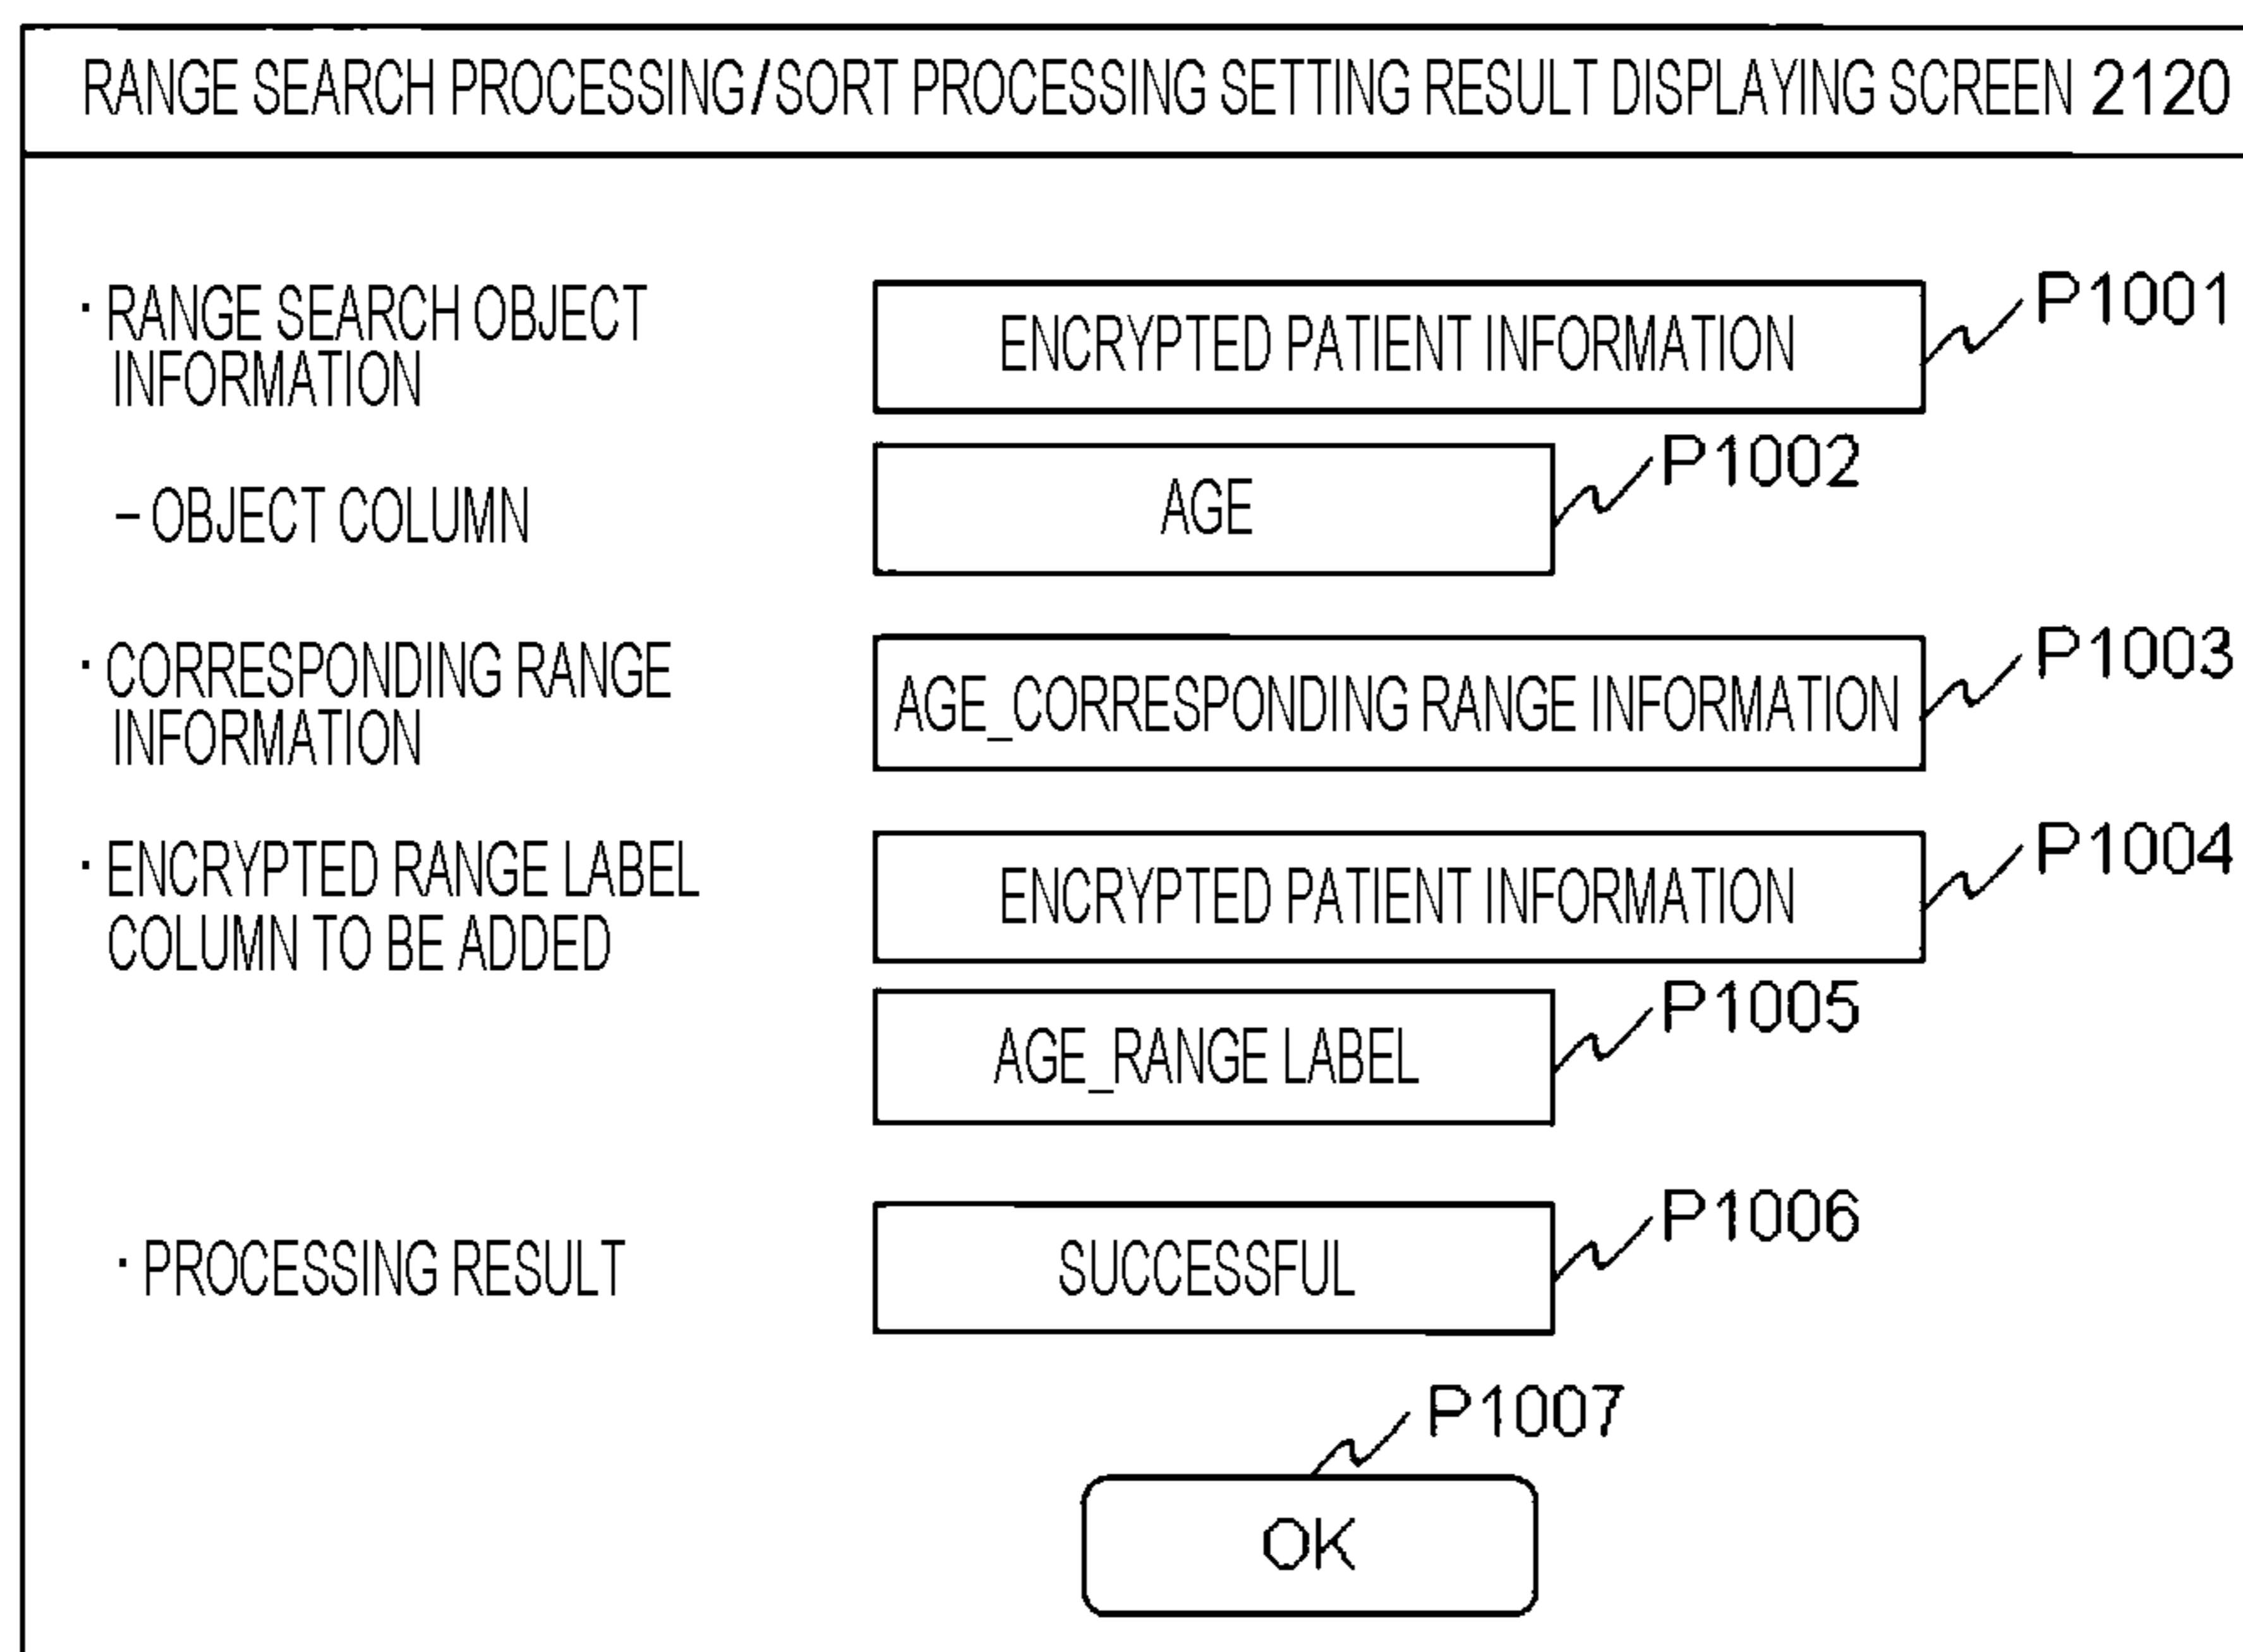 RANGE SEARCH PROCESSING/SORT PROCESSING SETTING RESULT DISPLAYING SCREEN 2120
· RANGE SEARCH OBJECT
INFORMATION
ENCRYPTED PATIENT INFORMATION
P1001
– OBJECT COLUMN
AGE
P1002
· CORRESPONDING RANGE
INFORMATION
AGE_CORRESPONDING RANGE INFORMATION
P1003
· ENCRYPTED RANGE LABEL
COLUMN TO BE ADDED
ENCRYPTED PATIENT INFORMATION
P1004
AGE_RANGE LABEL
P1005
· PROCESSING RESULT
SUCCESSFUL
P1006
P1007
OK